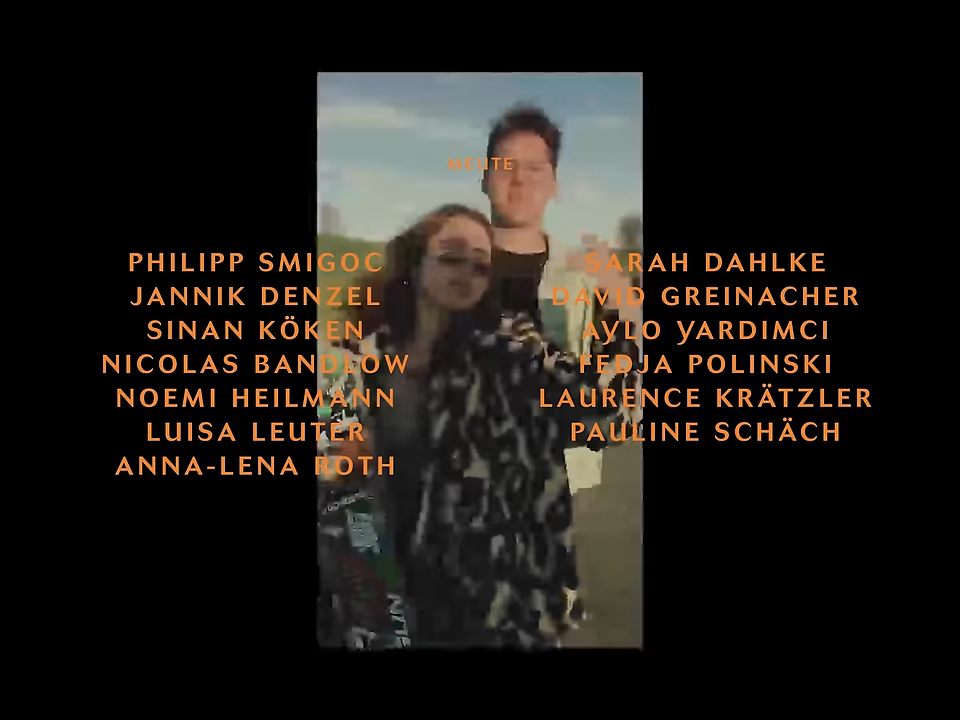 MEUTE
PHILIPP SMIGOC
JANNIK DENZEL
SINAN KÖKEN
NICOLAS BANDLOW
NOEMI HEILMANN
LUISA LEUTER
ANNA-LENA ROTH
SARAH DAHLKE
DAVID GREINACHER
AYLO YARDIMCI
FEDJA POLINSKI
LAURENCE KRÄTZLER
PAULINE SCHÄCH